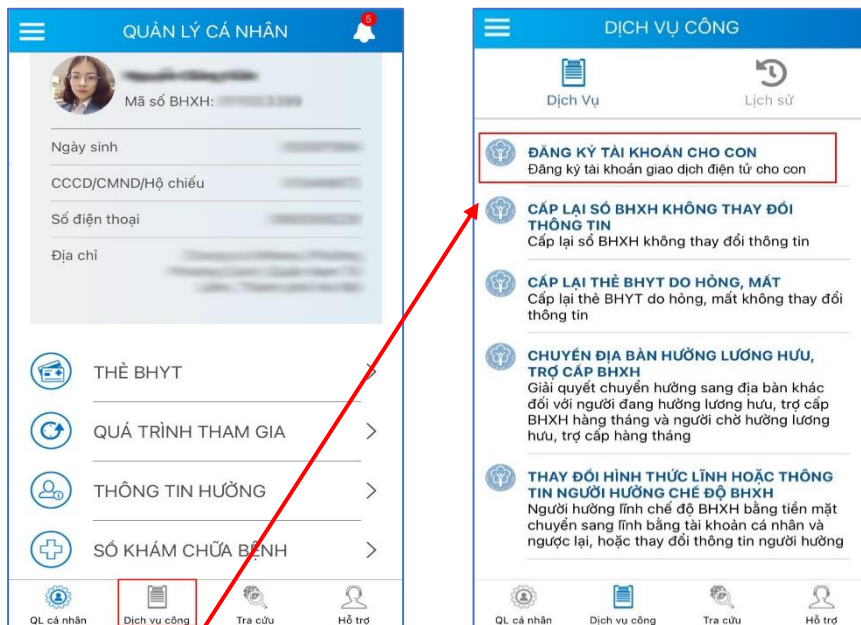 QUẢN LÝ CÁ NHÂN
5
Mã số BHXH:
Ngày sinh
CCCD/CMND/Hộ chiếu
Số điện thoại
Địa chỉ
THẺ BHYT
QUÁ TRÌNH THAM GIA
THÔNG TIN HƯỞNG
SỔ KHÁM CHỮA BỆNH
QL cá nhân
Dịch vụ công
Tra cứu
Hỗ trợ
DỊCH VỤ CÔNG
Dịch Vụ
Lịch sử
ĐĂNG KÝ TÀI KHOẢN CHO CON
Đăng ký tài khoản giao dịch điện tử cho con
CẤP LẠI SỔ BHXH KHÔNG THAY ĐỔI
THÔNG TIN
Cấp lại sổ BHXH không thay đổi thông tin
CẤP LẠI THẺ BHYT DO HỎNG, MẤT
Cấp lại thẻ BHYT do hỏng, mất không thay đổi
thông tin
CHUYỂN ĐỊA BÀN HƯỞNG LƯƠNG HƯU,
TRỢ CẤP BHXH
Giải quyết chuyển hưởng sang địa bàn khác
đối với người đang hưởng lương hưu, trợ cấp
BHXH hàng tháng và người chờ hưởng lương
hưu, trợ cấp hàng tháng
THAY ĐỔI HÌNH THỨC LĨNH HOẶC THÔNG
TIN NGƯỜI HƯỞNG CHẾ ĐỘ BHXH
Người hưởng lĩnh chế độ BHXH bằng tiền mặt
chuyển sang lĩnh bằng tài khoản cá nhân và
ngược lại, hoặc thay đổi thông tin người hưởng
QL cá nhân
Dịch vụ công
Tra cứu
Hỗ trợ